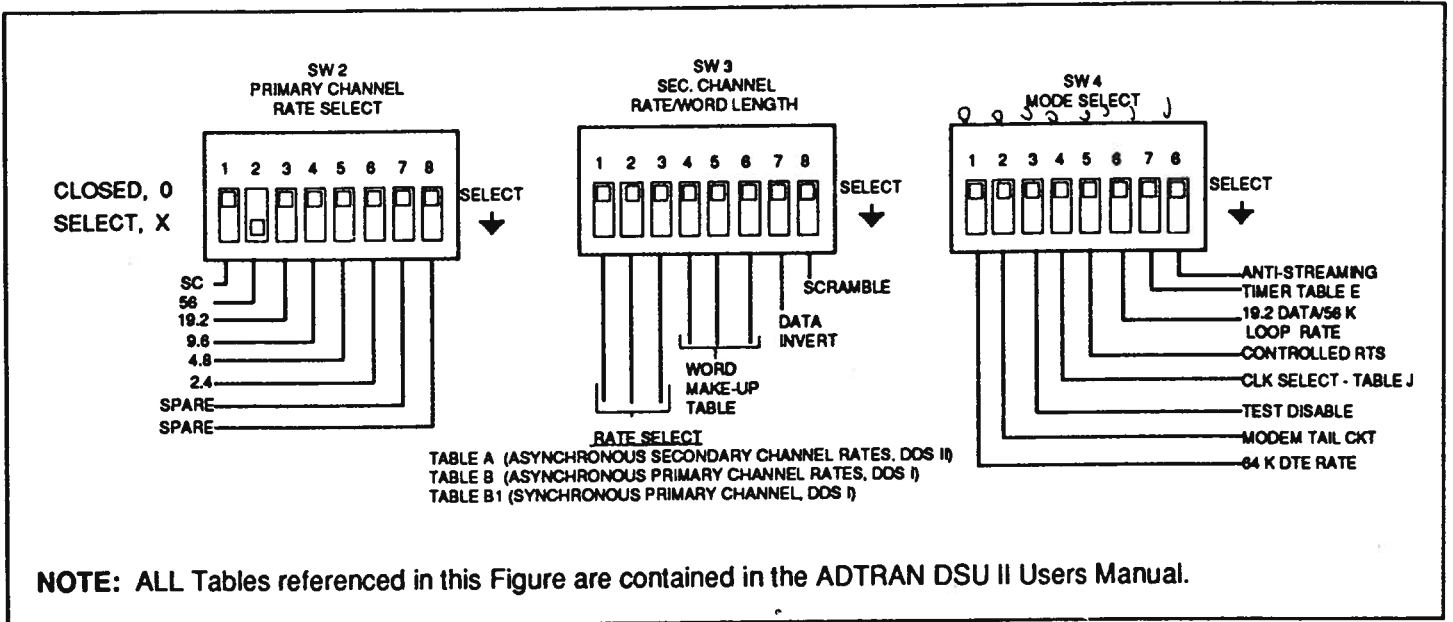 SW 2
PRIMARY CHANNEL
RATE SELECT
1 2 3 4 5 6 7 8
CLOSED, 0
SELECT, X
SELECT
SC
56
19.2
9.6
4.8
2.4
SPARE
SPARE
SW 3
SEC. CHANNEL
RATE/WORD LENGTH
1 2 3 4 5 6 7 8
SELECT
SCRAMBLE
DATA
INVERT
WORD
MAKE-UP
TABLE
RATE SELECT
TABLE A (ASYNCHRONOUS SECONDARY CHANNEL RATES, DDS II)
TABLE B (ASYNCHRONOUS PRIMARY CHANNEL RATES, DDS I)
TABLE B1 (SYNCHRONOUS PRIMARY CHANNEL, DDS I)
SW 4
MODE SELECT
1 2 3 4 5 6 7 6
SELECT
ANTI-STREAMING
TIMER TABLE E
19.2 DATA/56 K
LOOP RATE
CONTROLLED RTS
CLK SELECT - TABLE J
TEST DISABLE
MODEM TAIL CKT
64 K DTE RATE
NOTE: ALL Tables referenced in this Figure are contained in the ADTRAN DSU II Users Manual.